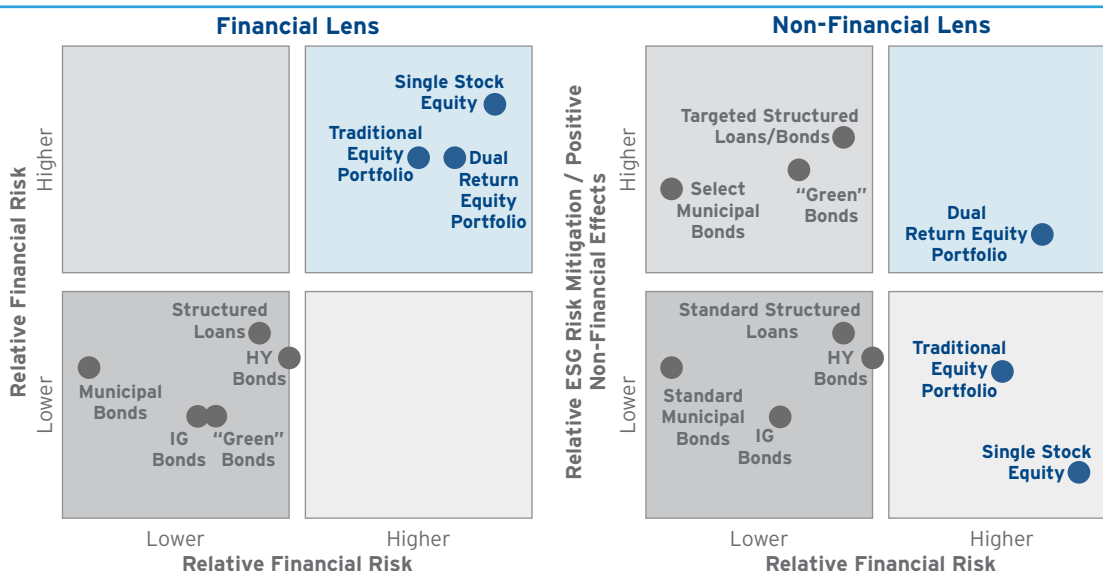 Financial Lens
Relative Financial Risk
Higher
Lower
Single Stock
Equity
Traditional
Equity
Portfolio
Dual
Return
Equity
Portfolio
Structured
Loans
HY
Bonds
Municipal
Bonds
IG
Bonds
“Green”
Bonds
Lower
Higher
Relative Financial Risk
Non-Financial Lens
Relative ESG Risk Mitigation / Positive
Non-Financial Effects
Higher
Lower
Targeted Structured
Loans/Bonds
Select
Municipal
Bonds
“Green”
Bonds
Dual
Return Equity
Portfolio
Standard Structured
Loans
HY
Bonds
Standard
Municipal
Bonds
IG
Bonds
Traditional
Equity
Portfolio
Single Stock
Equity
Lower
Higher
Relative Financial Risk